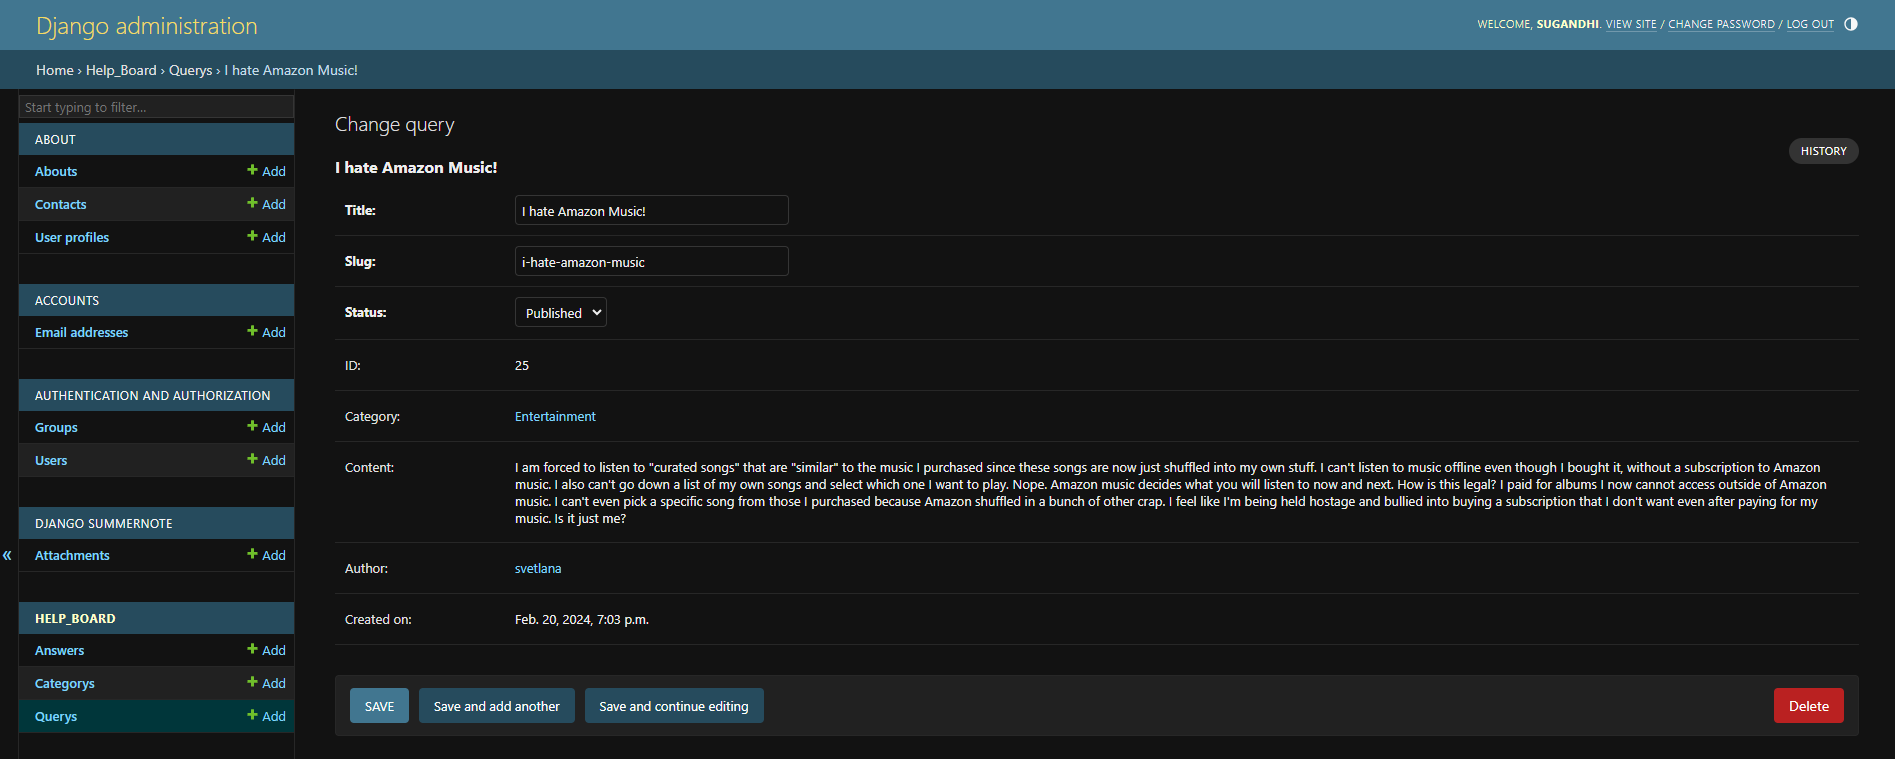 Django administration
WELCOME, SUGANDHI. VIEW SITE / CHANGE PASSWORD / LOG OUT
Home › Help_Board › Querys › I hate Amazon Music!
Start typing to filter...
ABOUT
Abouts + Add
Contacts + Add
User profiles + Add
ACCOUNTS
Email addresses + Add
AUTHENTICATION AND AUTHORIZATION
Groups + Add
Users + Add
DJANGO SUMMERNOTE
Attachments + Add
«
HELP_BOARD
Answers + Add
Categorys + Add
Querys + Add
Change query
HISTORY
I hate Amazon Music!
Title: I hate Amazon Music!
Slug: i-hate-amazon-music
Status: Published
ID: 25
Category: Entertainment
Content: I am forced to listen to "curated songs" that are "similar" to the music I purchased since these songs are now just shuffled into my own stuff. I can't listen to music offline even though I bought it, without a subscription to Amazon
music. I also can't go down a list of my own songs and select which one I want to play. Nope. Amazon music decides what you will listen to now and next. How is this legal? I paid for albums I now cannot access outside of Amazon
music. I can't even pick a specific song from those I purchased because Amazon shuffled in a bunch of other crap. I feel like I'm being held hostage and bullied into buying a subscription that I don't want even after paying for my
music. Is it just me?
Author: svetlana
Created on: Feb. 20, 2024, 7:03 p.m.
SAVE Save and add another Save and continue editing Delete